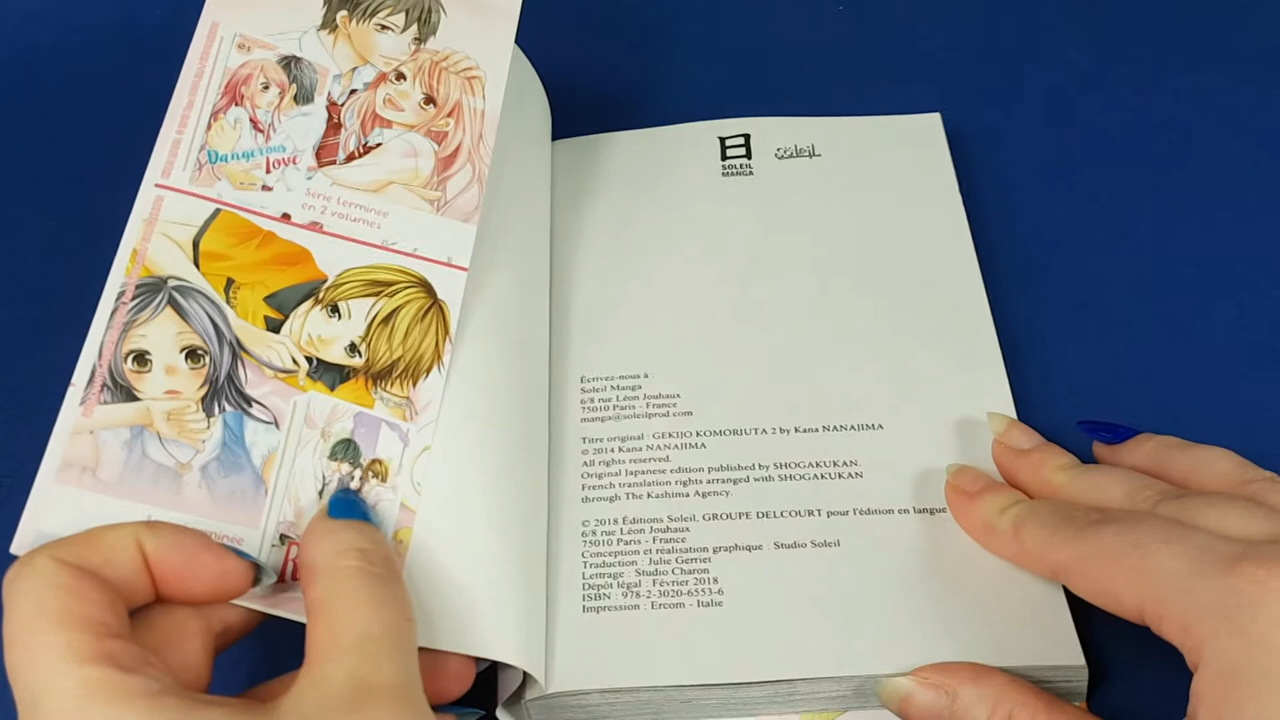 01
Dangerous
Love
Série terminée
en 2 volumes
日
SOLEIL
MANGA
soleil
Écrivez-nous à :
Soleil Manga
6/8 rue Léon Jouhaux
75010 Paris - France
manga@soleilprod.com
Titre original : GEKIJO KOMORIUTA 2 by Kana NANAJIMA
© 2014 Kana NANAJIMA
All rights reserved.
Original Japanese edition published by SHOGAKUKAN.
French translation rights arranged with SHOGAKUKAN
through The Kashima Agency.
© 2018 Éditions Soleil, GROUPE DELCOURT pour l'édition en langue
6/8 rue Léon Jouhaux
75010 Paris - France
Conception et réalisation graphique : Studio Soleil
Traduction : Julie Gerriet
Lettrage : Studio Charon
Dépôt légal : Février 2018
ISBN : 978-2-3020-6553-6
Impression : Ercom - Italie